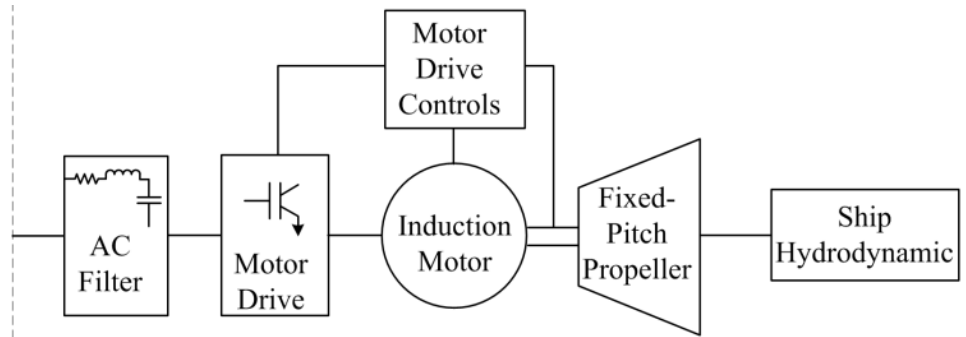 Motor
Drive
Controls
AC
Filter
Motor
Drive
Induction
Motor
Fixed-
Pitch
Propeller
Ship
Hydrodynamic